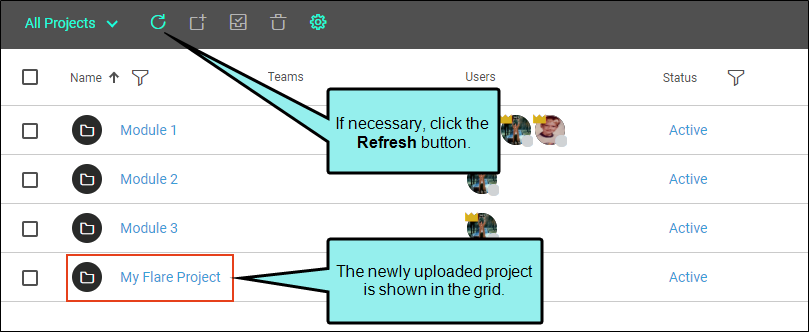 All Projects
Name Teams Users Status
If necessary, click the
Refresh button.
Module 1 Active
Module 2 Active
Module 3 Active
My Flare Project Active
The newly uploaded project
is shown in the grid.